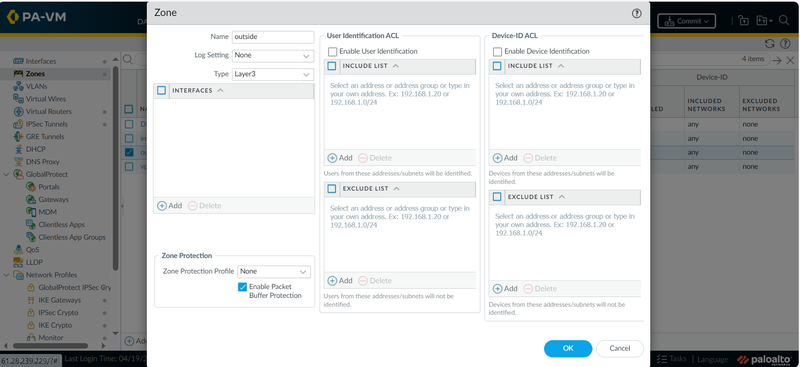 PA-VM
DA
Commit
Zone
Name
outside
Log Setting
None
Type
Layer3
INTERFACES
Add
Delete
Zone Protection
Zone Protection Profile
None
Enable Packet
Buffer Protection
User Identification ACL
Enable User Identification
INCLUDE LIST
Select an address or address group or type in
your own address. Ex: 192.168.1.20 or
192.168.1.0/24
Add
Delete
Users from these addresses/subnets will be identified.
EXCLUDE LIST
Select an address or address group or type in
your own address. Ex: 192.168.1.20 or
192.168.1.0/24
Add
Delete
Users from these addresses/subnets will not be
identified.
Device-ID ACL
Enable Device Identification
INCLUDE LIST
Select an address or address group or type in
your own address. Ex: 192.168.1.20 or
192.168.1.0/24
Add
Delete
Devices from these addresses/subnets will be
identified.
EXCLUDE LIST
Select an address or address group or type in
your own address. Ex: 192.168.1.20 or
192.168.1.0/24
Add
Delete
Devices from these addresses/subnets will not be
identified.
OK
Cancel
Interfaces
Zones
VLANs
Virtual Wires
Virtual Routers
IPSec Tunnels
GRE Tunnels
DHCP
DNS Proxy
GlobalProtect
Portals
Gateways
MDM
Clientless Apps
Clientless App Groups
QoS
LLDP
Network Profiles
GlobalProtect IPSec Gry
IKE Gateways
IPSec Crypto
IKE Crypto
Monitor
4 items
Device-ID
INCLUDED
NETWORKS
EXCLUDED
NETWORKS
any none
any none
any none
any none
Add
61.28.239.229/?#
Last Login Time: 04/19/2
Tasks
Language
paloalto
NETWORKS